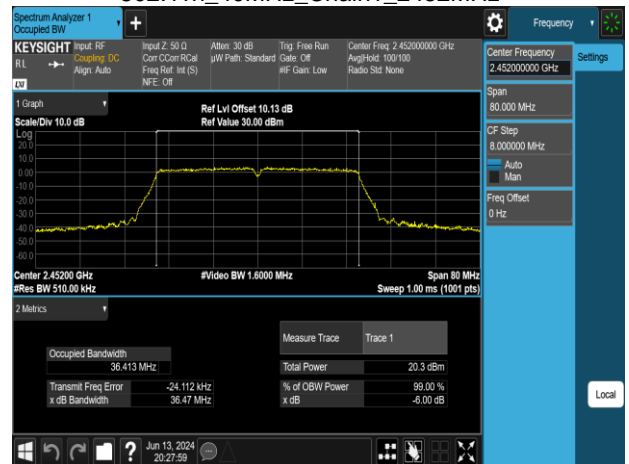 Spectrum Analyzer 1
Occupied BW
Frequency
KEYSIGHT
RL
LXI
Input: RF
Coupling: DC
Align: Auto
Input Z: 50 Ω
Corr CCorr RCal
Freq Ref: Int (S)
NFE: Off
Atten: 30 dB
µW Path: Standard
Trig: Free Run
Gate: Off
#IF Gain: Low
Center Freq: 2.452000000 GHz
Avg|Hold: 100/100
Radio Std: None
Center Frequency
2.452000000 GHz
Settings
Span
80.000 MHz
CF Step
8.000000 MHz
Auto
Man
Freq Offset
0 Hz
1 Graph
Scale/Div 10.0 dB
Ref Lvl Offset 10.13 dB
Ref Value 30.00 dBm
Log
20.0
10.0
0.00
-10.0
-20.0
-30.0
-40.0
-50.0
-60.0
Center 2.45200 GHz
#Res BW 510.00 kHz
#Video BW 1.6000 MHz
Span 80 MHz
Sweep 1.00 ms (1001 pts)
2 Metrics
Measure Trace Trace 1
Occupied Bandwidth
36.413 MHz
Total Power 20.3 dBm
Transmit Freq Error -24.112 kHz
% of OBW Power 99.00 %
x dB Bandwidth 36.47 MHz
x dB -6.00 dB
Local
Jun 13, 2024
20:27:59